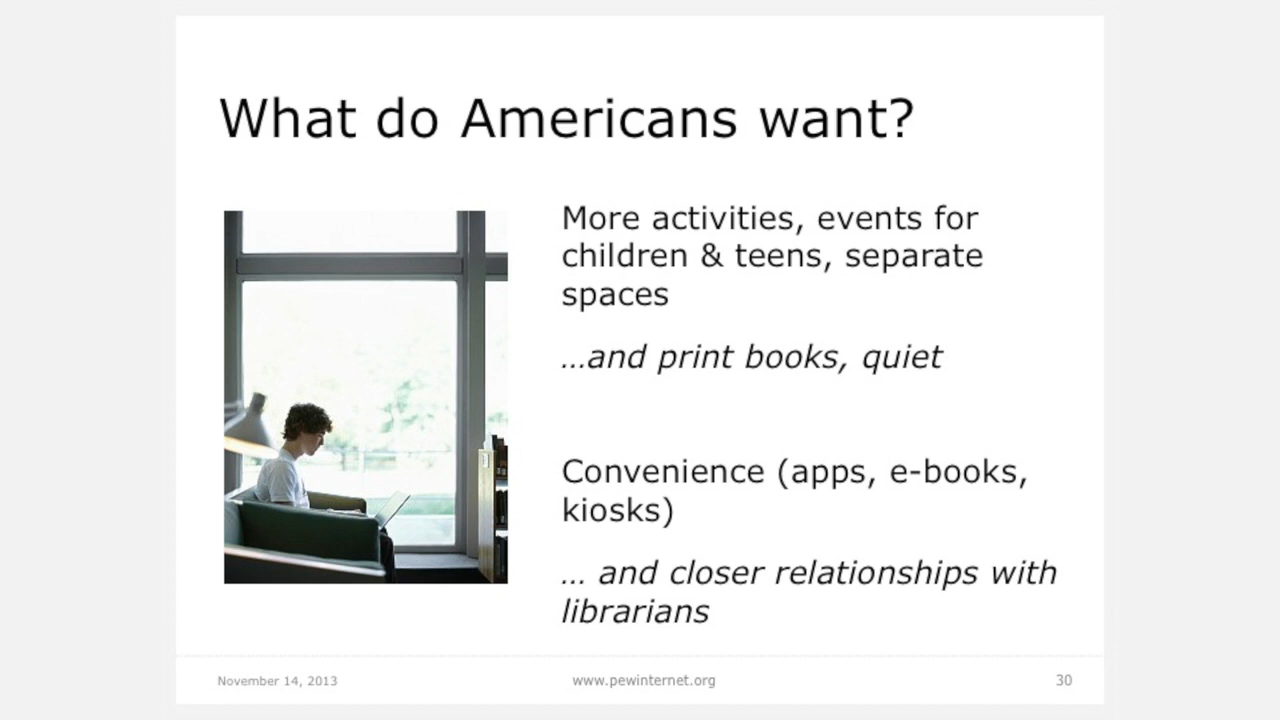 What do Americans want?
More activities, events for
children & teens, separate
spaces
…and print books, quiet
Convenience (apps, e-books,
kiosks)
… and closer relationships with
librarians
November 14, 2013
www.pewinternet.org
30